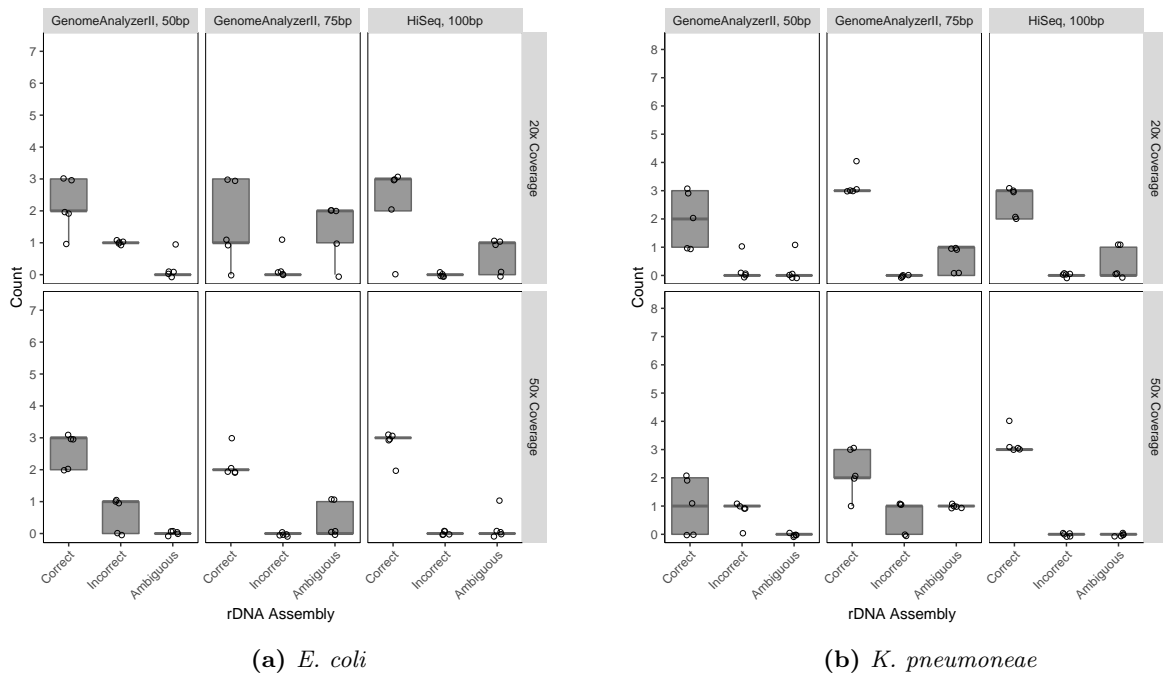 GenomeAnalyzerII, 50bp GenomeAnalyzerII, 75bp HiSeq, 100bp
7
6
5
4
3
2
1
0
20x Coverage
7
6
5
4
3
2
1
0
50x Coverage
Count
Correct Incorrect Ambiguous Correct Incorrect Ambiguous Correct Incorrect Ambiguous
rDNA Assembly
(a) E. coli
GenomeAnalyzerII, 50bp GenomeAnalyzerII, 75bp HiSeq, 100bp
8
7
6
5
4
3
2
1
0
20x Coverage
8
7
6
5
4
3
2
1
0
50x Coverage
Count
Correct Incorrect Ambiguous Correct Incorrect Ambiguous Correct Incorrect Ambiguous
rDNA Assembly
(b) K. pneumoneae